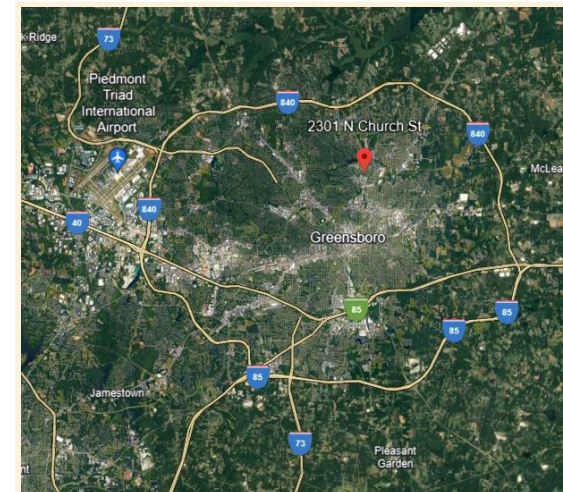 k Ridge
73
Piedmont
Triad
International
Airport
840
2301 N Church St
840
McLea
840
40
Greensboro
85
85
85
85
Jamestown
73
Pleasant
Garden
nt